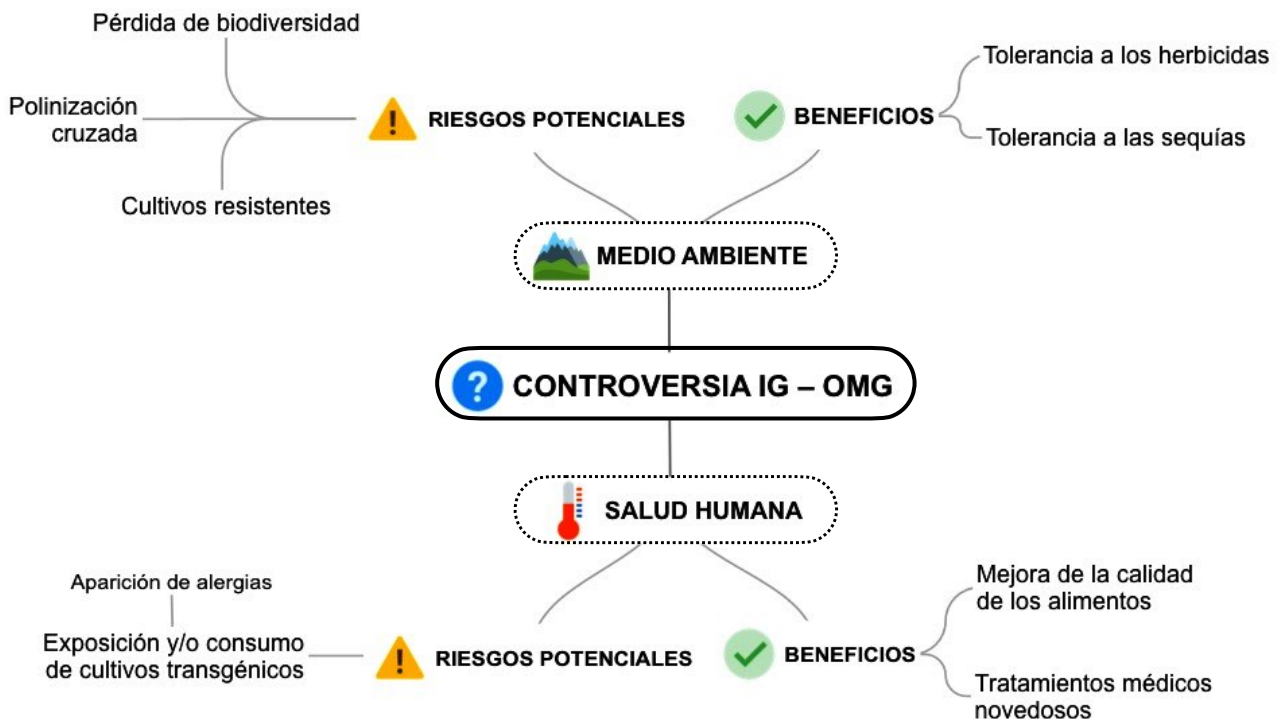 Pérdida de biodiversidad
Polinización
cruzada
Cultivos resistentes
! RIESGOS POTENCIALES
BENEFICIOS
Tolerancia a los herbicidas
Tolerancia a las sequías
MEDIO AMBIENTE
? CONTROVERSIA IG – OMG
SALUD HUMANA
Aparición de alergias
Exposición y/o consumo
de cultivos transgénicos
! RIESGOS POTENCIALES
BENEFICIOS
Mejora de la calidad
de los alimentos
Tratamientos médicos
novedosos